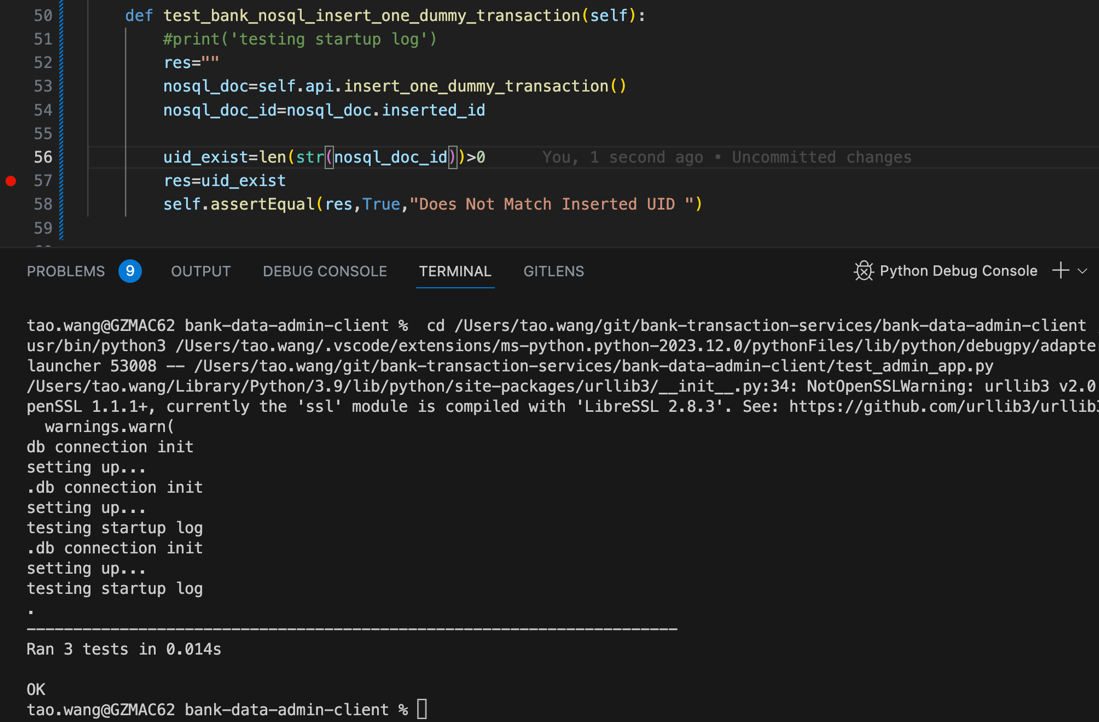 50 def test_bank_nosql_insert_one_dummy_transaction(self):
51 #print('testing startup log')
52 res=""
53 nosql_doc=self.api.insert_one_dummy_transaction()
54 nosql_doc_id=nosql_doc.inserted_id
55
56 uid_exist=len(str(nosql_doc_id))>0 You, 1 second ago • Uncommitted changes
57 res=uid_exist
58 self.assertEqual(res,True,"Does Not Match Inserted UID ")
59
PROBLEMS 9 OUTPUT DEBUG CONSOLE TERMINAL GITLENS Python Debug Console
tao.wang@GZMAC62 bank-data-admin-client % cd /Users/tao.wang/git/bank-transaction-services/bank-data-admin-client
usr/bin/python3 /Users/tao.wang/.vscode/extensions/ms-python.python-2023.12.0/pythonFiles/lib/python/debugpy/adapte
launcher 53008 -- /Users/tao.wang/git/bank-transaction-services/bank-data-admin-client/test_admin_app.py
/Users/tao.wang/Library/Python/3.9/lib/python/site-packages/urllib3/__init__.py:34: NotOpenSSLWarning: urllib3 v2.0
penSSL 1.1.1+, currently the 'ssl' module is compiled with 'LibreSSL 2.8.3'. See: https://github.com/urllib3/urllib3
warnings.warn(
db connection init
setting up...
.db connection init
setting up...
testing startup log
.db connection init
setting up...
testing startup log
.
----------------------------------------------------------------------
Ran 3 tests in 0.014s
OK
tao.wang@GZMAC62 bank-data-admin-client %